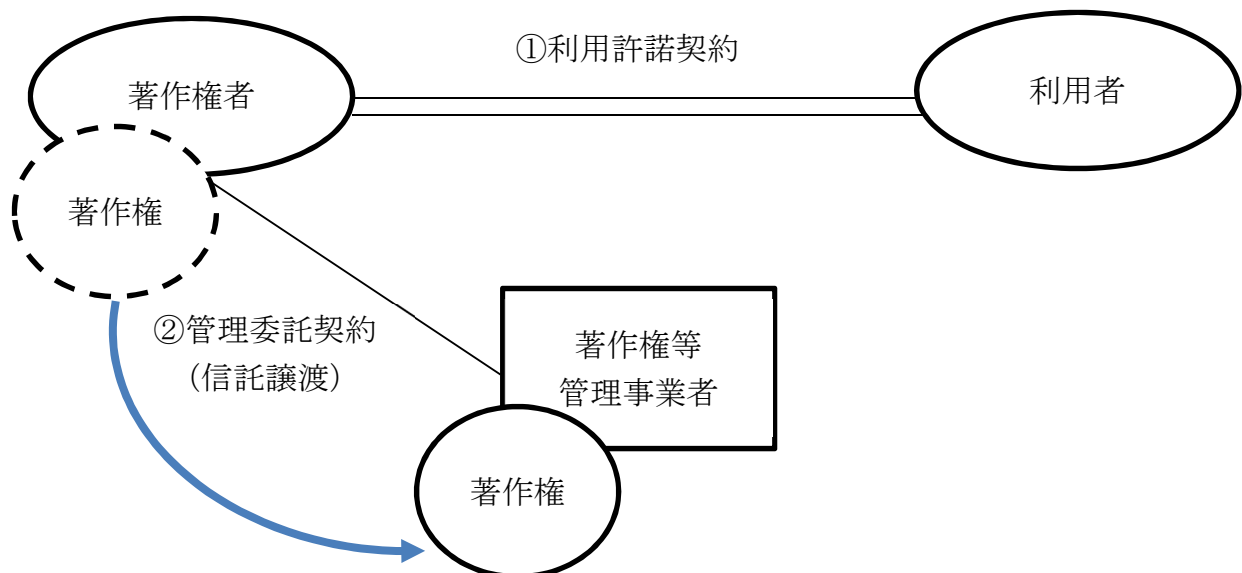 ①利用許諾契約
著作権者
利用者
著作権
②管理委託契約
（信託譲渡）
著作権等
管理事業者
著作権